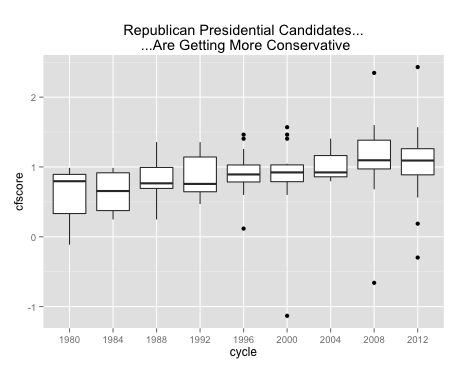 Republican Presidential Candidates...
...Are Getting More Conservative
cfscore
2
1
0
-1
1980 1984 1988 1992 1996 2000 2004 2008 2012
cycle